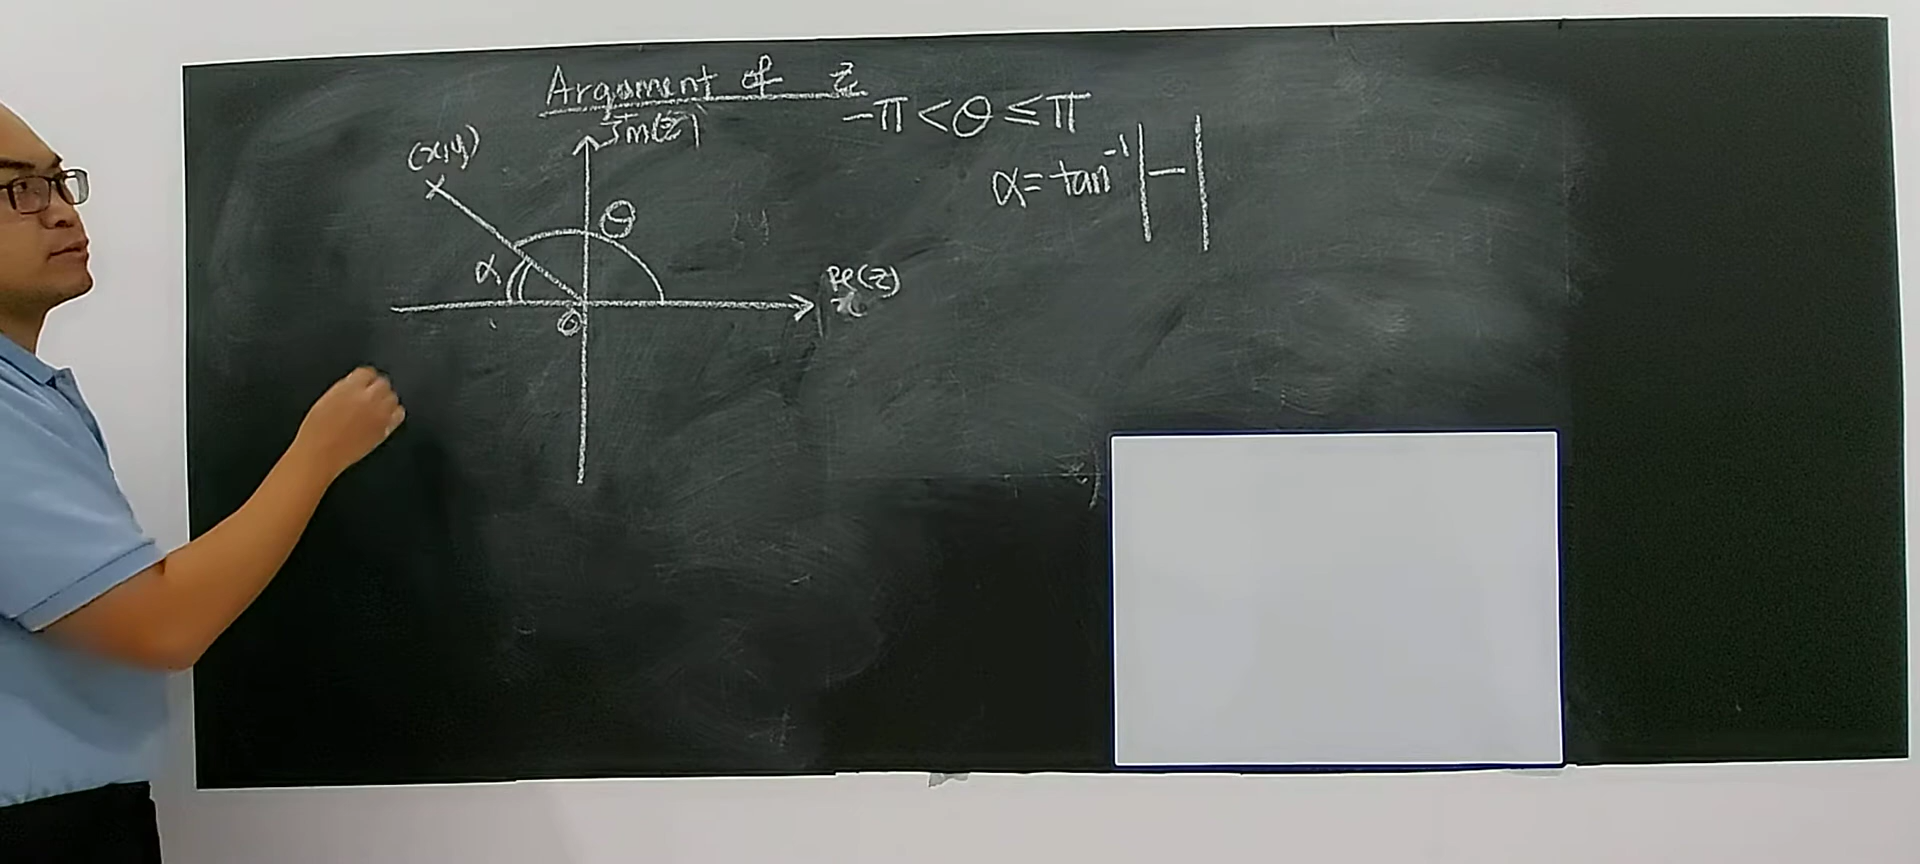 Argument of z
-π < θ ≤ π
Im(z)
(x,y)
α = tan⁻¹ | — |
θ
α
Re(z)
x
O